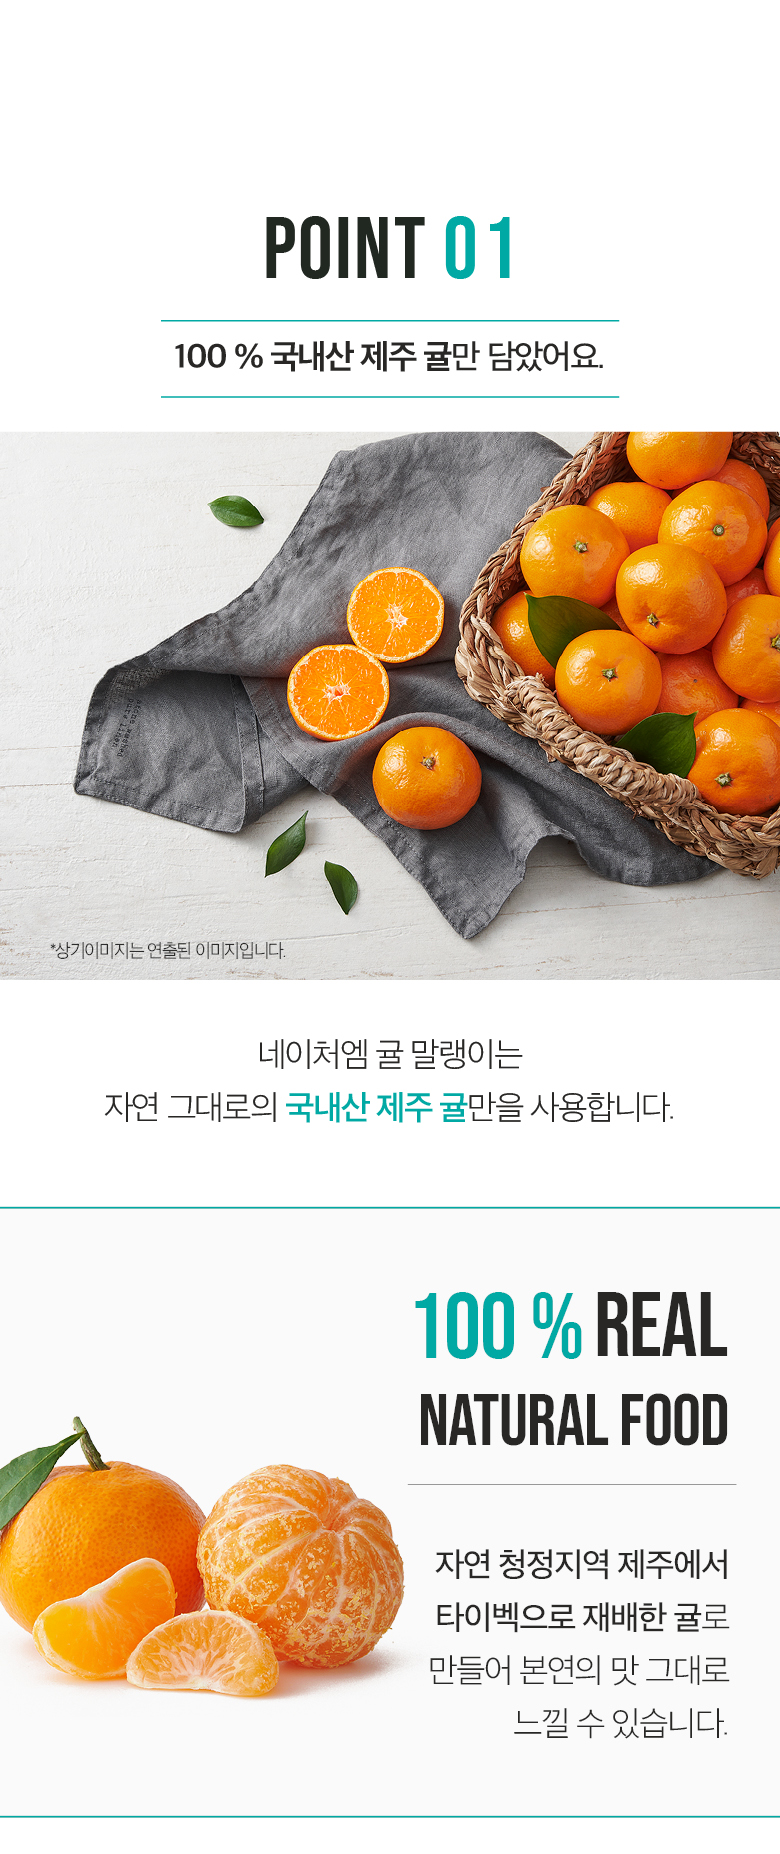 POINT 01
100 % 국내산 제주 귤만 담았어요.
*상기이미지는 연출된 이미지입니다.
네이처엠 귤 말랭이는
자연 그대로의 국내산 제주 귤만을 사용합니다.
100 % REAL
NATURAL FOOD
자연 청정지역 제주에서
타이벡으로 재배한 귤로
만들어 본연의 맛 그대로
느낄 수 있습니다.